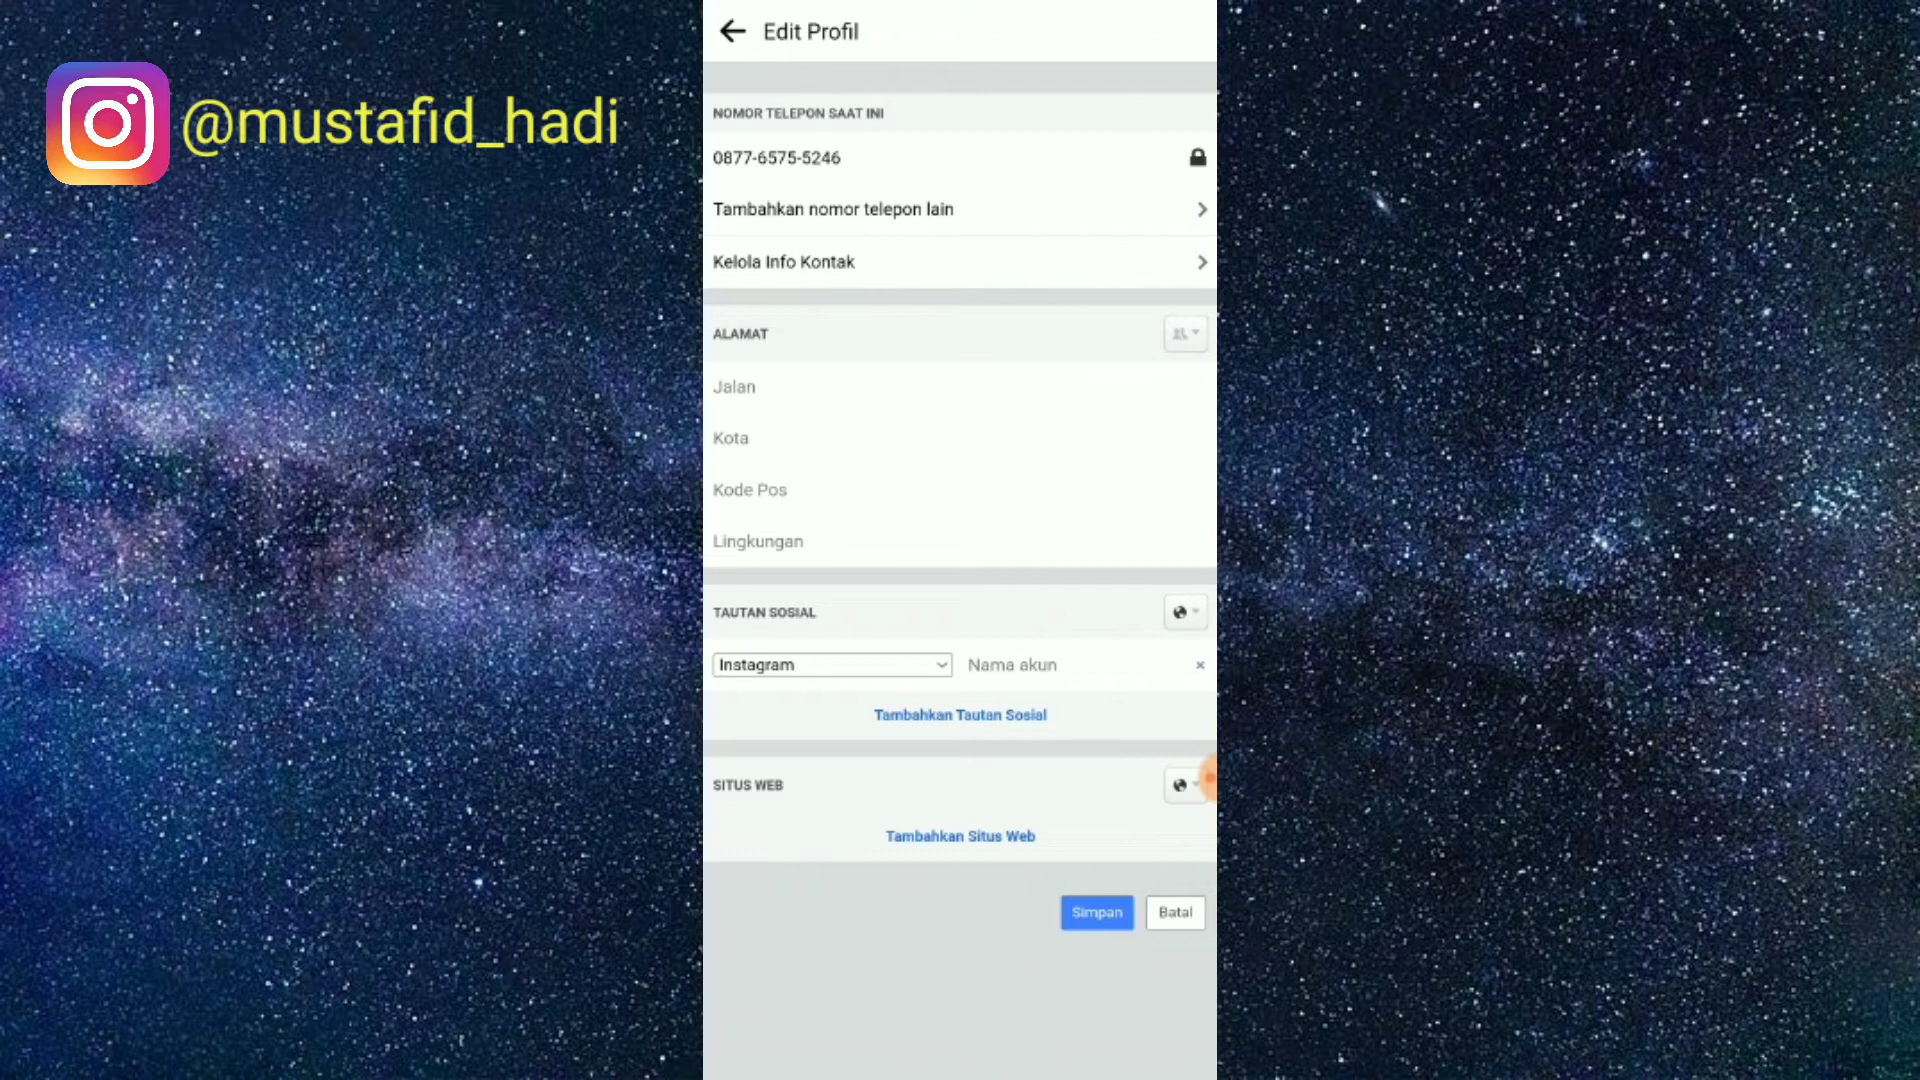 @mustafid_hadi
Edit Profil
NOMOR TELEPON SAAT INI
0877-6575-5246
Tambahkan nomor telepon lain
Kelola Info Kontak
ALAMAT
Jalan
Kota
Kode Pos
Lingkungan
TAUTAN SOSIAL
Instagram Nama akun
Tambahkan Tautan Sosial
SITUS WEB
Tambahkan Situs Web
Simpan Batal